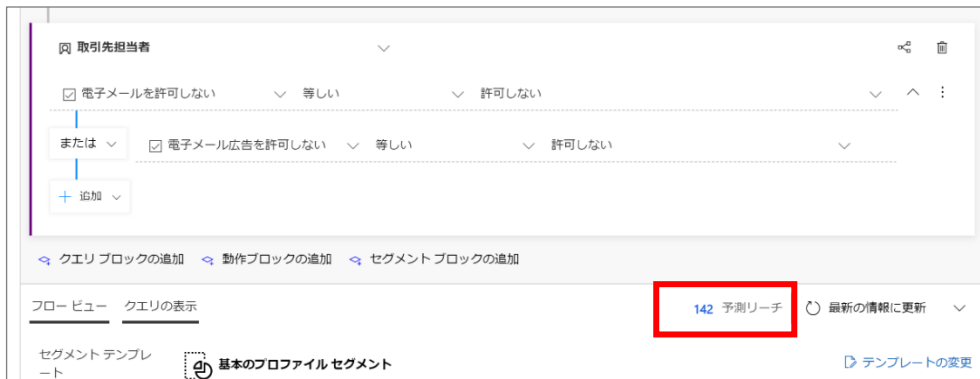 取引先担当者
電子メールを許可しない 等しい 許可しない
または 電子メール広告を許可しない 等しい 許可しない
+ 追加
クエリ ブロックの追加 動作ブロックの追加 セグメント ブロックの追加
フロー ビュー クエリの表示 142 予測リーチ 最新の情報に更新
セグメント テンプレ
ート 基本のプロファイル セグメント テンプレートの変更